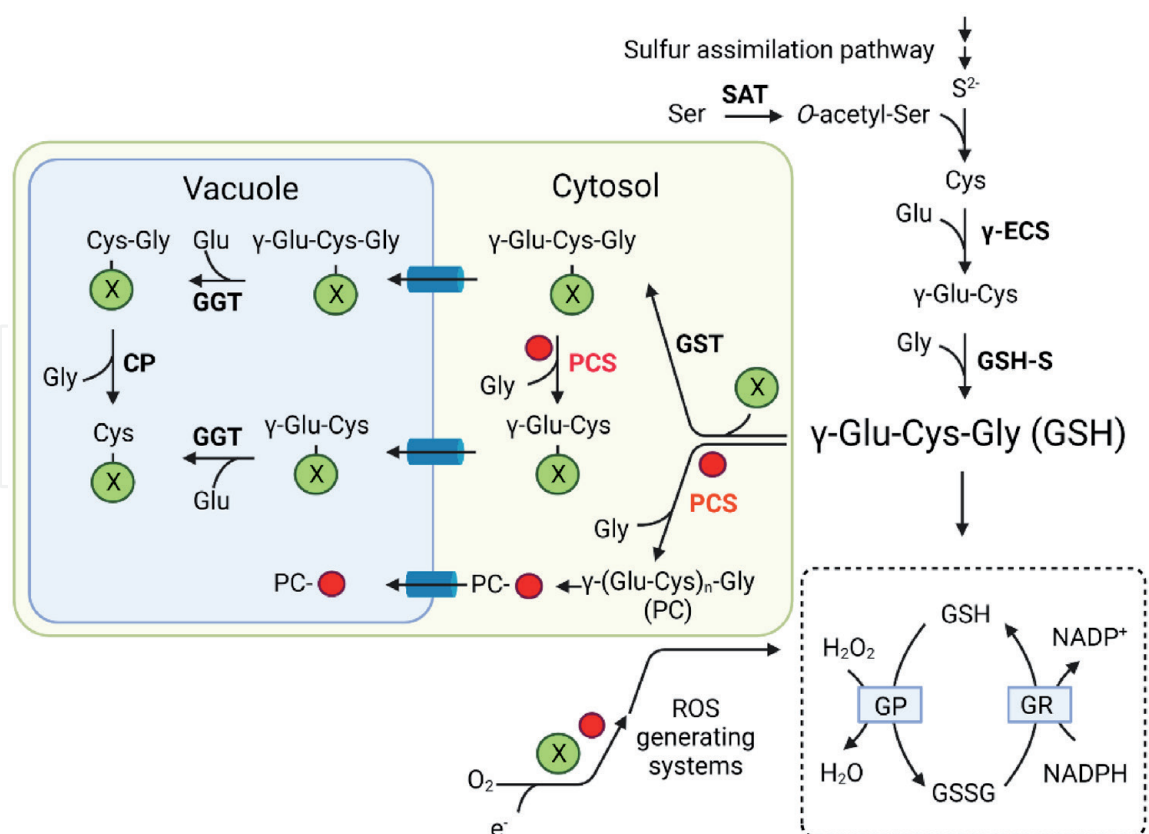 Sulfur assimilation pathway
S²⁻
Ser
SAT
O-acetyl-Ser
Cys
Glu
γ-ECS
γ-Glu-Cys
Gly
GSH-S
γ-Glu-Cys-Gly (GSH)
Vacuole
Cytosol
Cys-Gly
Glu
γ-Glu-Cys-Gly
γ-Glu-Cys-Gly
X
GGT
X
X
GST
X
CP
Gly
PCS
Gly
Cys
GGT
γ-Glu-Cys
γ-Glu-Cys
X
Glu
X
X
PCS
Gly
PC-
PC-
γ-(Glu-Cys)ₙ-Gly
(PC)
GSH
H₂O₂
NADP⁺
GP
GR
H₂O
NADPH
GSSG
ROS
generating
systems
X
O₂
e⁻